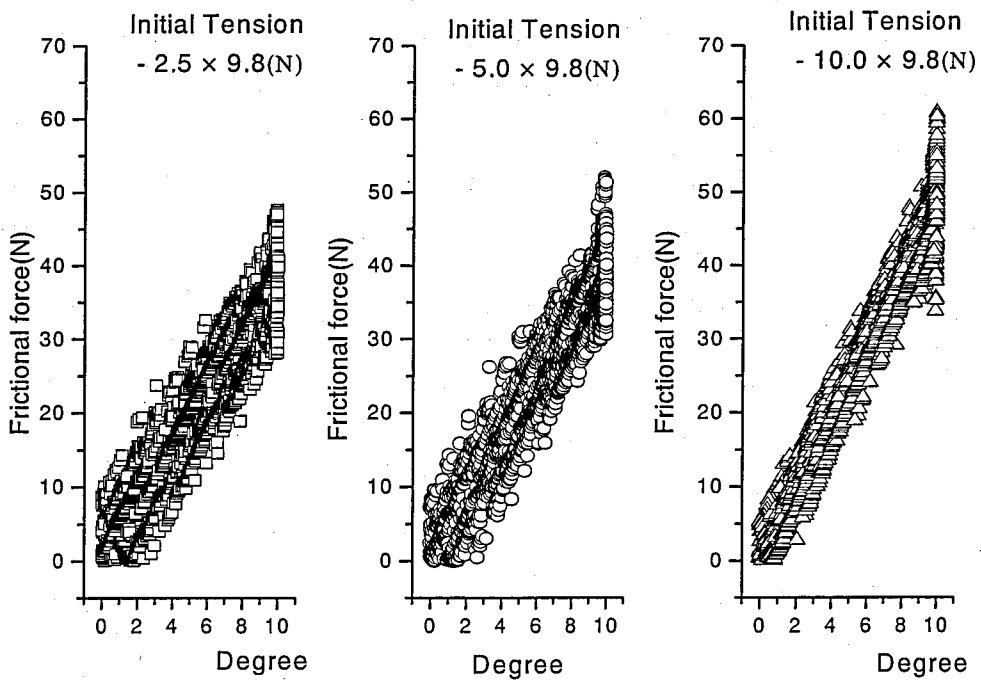 Initial Tension
- 2.5 × 9.8(N)
70
60
50
40
30
20
10
0
Frictional force(N)
0 2 4 6 8 10
Degree
Initial Tension
- 5.0 × 9.8(N)
70
60
50
40
30
20
10
0
Frictional force(N)
0 2 4 6 8 10
Degree
Initial Tension
- 10.0 × 9.8(N)
70
60
50
40
30
20
10
0
Frictional force(N)
0 2 4 6 8 10
Degree